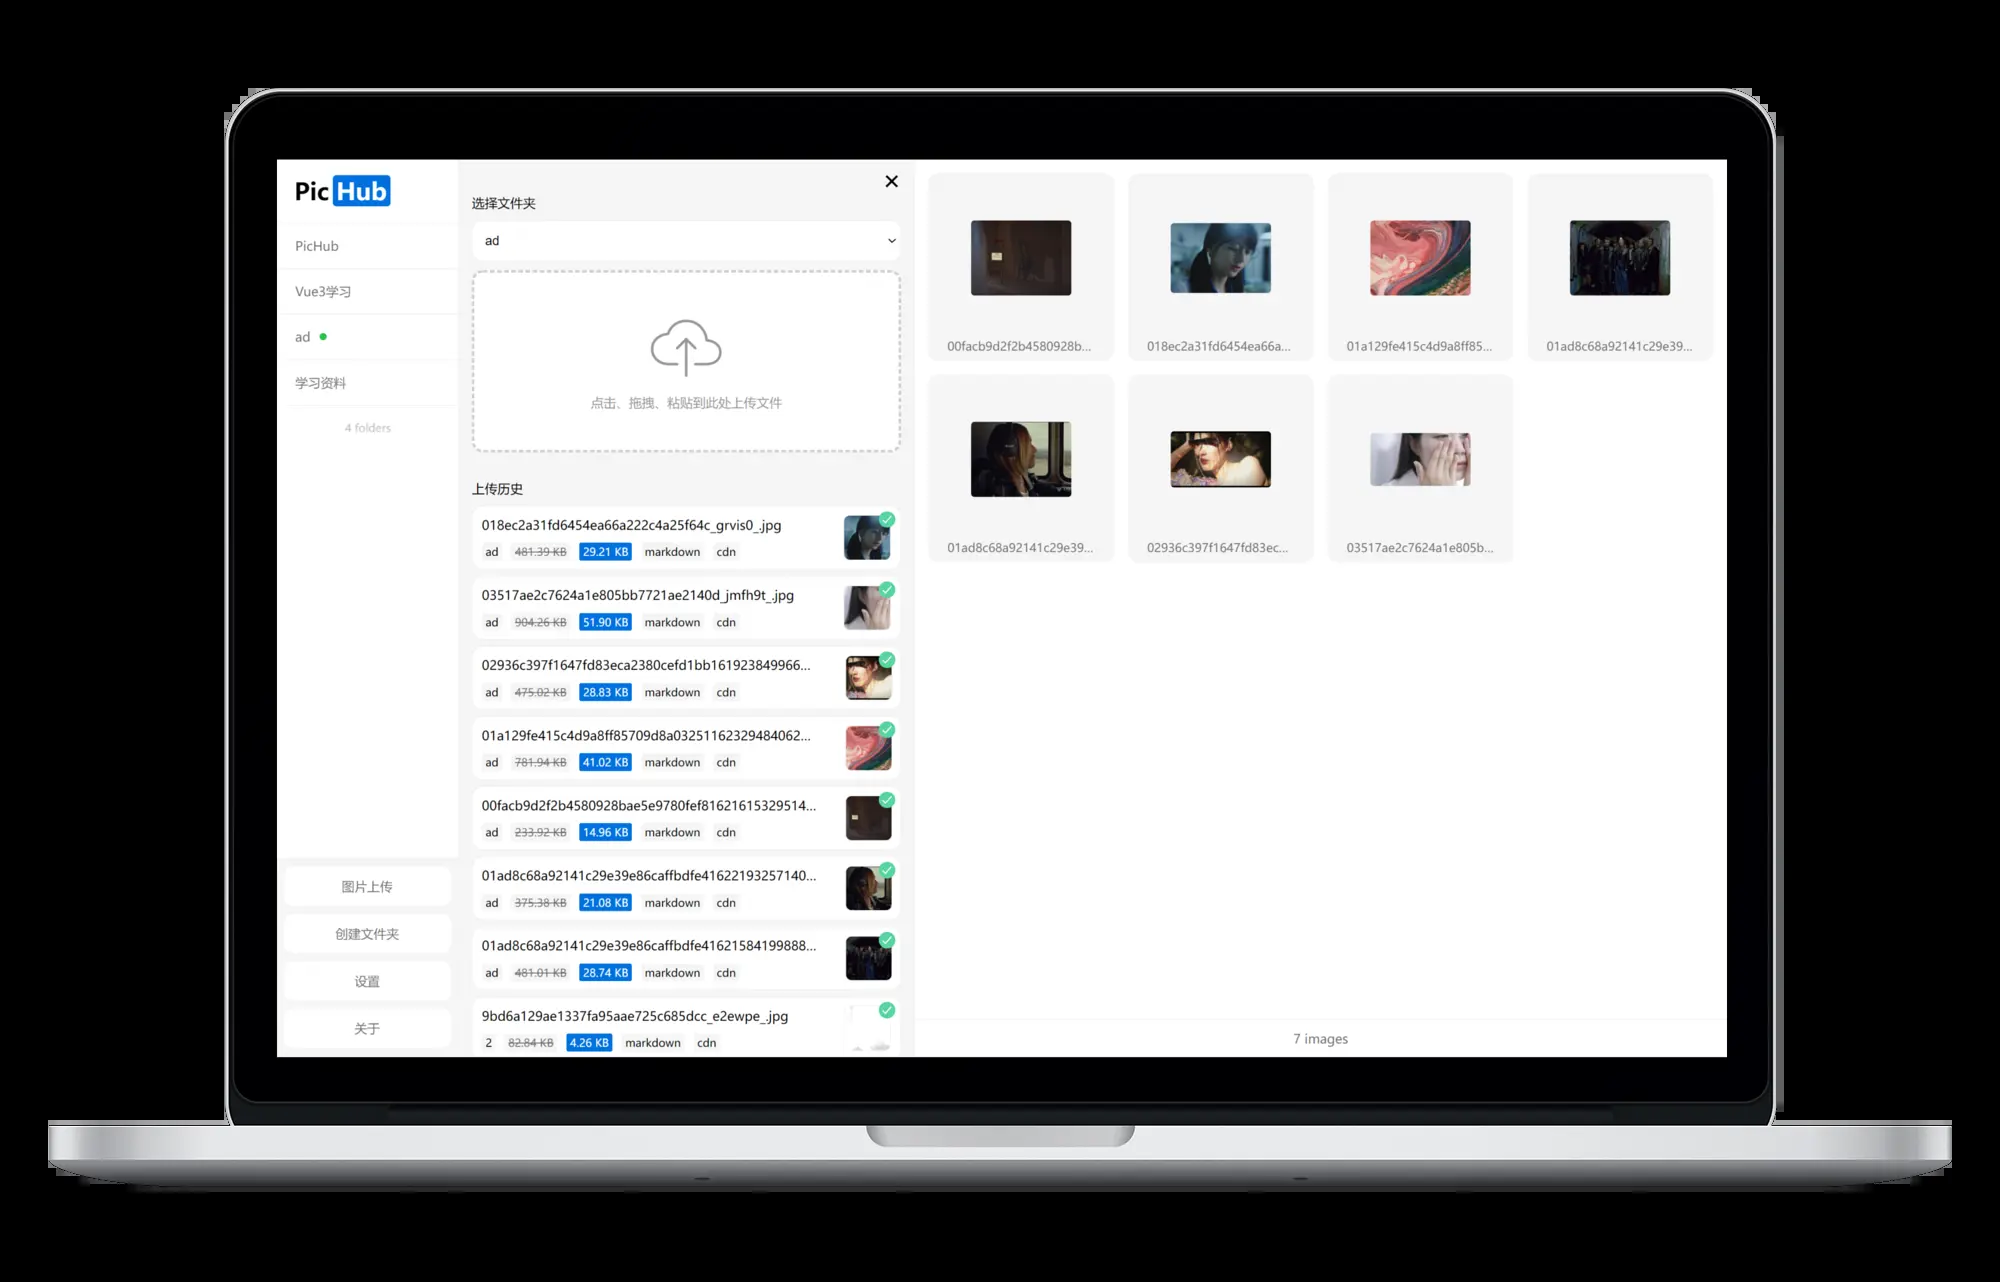 Pic Hub
PicHub
Vue3学习
ad
学习资料
4 folders
图片上传
创建文件夹
设置
关于
选择文件夹
ad
点击、拖拽、粘贴到此处上传文件
上传历史
018ec2a31fd6454ea66a222c4a25f64c_grvis0_.jpg
ad 481.39 KB 29.21 KB markdown cdn
03517ae2c7624a1e805bb7721ae2140d_jmfh9t_.jpg
ad 904.26 KB 51.90 KB markdown cdn
02936c397f1647fd83eca2380cefd1bb161923849966...
ad 475.02 KB 28.83 KB markdown cdn
01a129fe415c4d9a8ff85709d8a03251162329484062...
ad 781.94 KB 41.02 KB markdown cdn
00facb9d2f2b4580928bae5e9780fef81621615329514...
ad 233.92 KB 14.96 KB markdown cdn
01ad8c68a92141c29e39e86caffbdfe41622193257140...
ad 375.38 KB 21.08 KB markdown cdn
01ad8c68a92141c29e39e86caffbdfe41621584199888...
ad 481.01 KB 28.74 KB markdown cdn
9bd6a129ae1337fa95aae725c685dcc_e2ewpe_.jpg
2 82.84 KB 4.26 KB markdown cdn
00facb9d2f2b4580928b...
018ec2a31fd6454ea66a...
01a129fe415c4d9a8ff85...
01ad8c68a92141c29e39...
01ad8c68a92141c29e39...
02936c397f1647fd83ec...
03517ae2c7624a1e805b...
7 images